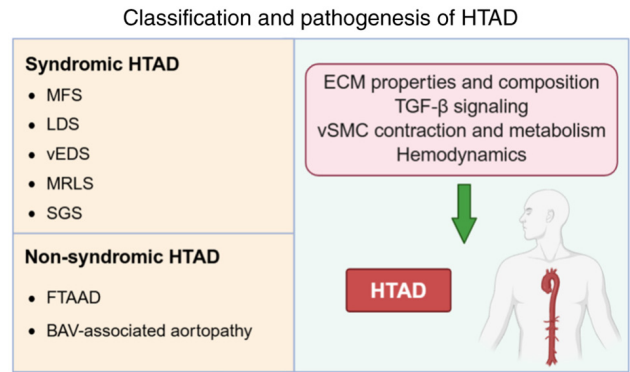 Classification and pathogenesis of HTAD
Syndromic HTAD
• MFS
• LDS
• vEDS
• MRLS
• SGS
Non-syndromic HTAD
• FTAAD
• BAV-associated aortopathy
ECM properties and composition
TGF-β signaling
vSMC contraction and metabolism
Hemodynamics
HTAD